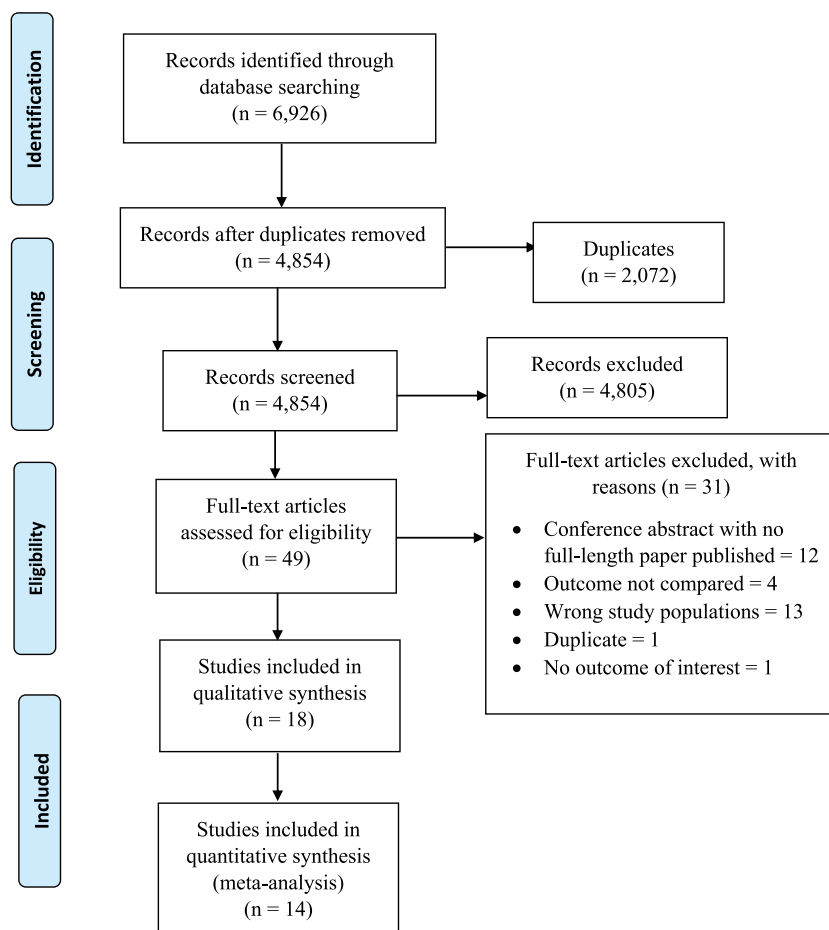 Identification
Records identified through
database searching
(n = 6,926)
Records after duplicates removed
(n = 4,854)
Duplicates
(n = 2,072)
Screening
Records screened
(n = 4,854)
Records excluded
(n = 4,805)
Eligibility
Full-text articles
assessed for eligibility
(n = 49)
Full-text articles excluded, with
reasons (n = 31)
• Conference abstract with no
full-length paper published = 12
• Outcome not compared = 4
• Wrong study populations = 13
• Duplicate = 1
• No outcome of interest = 1
Studies included in
qualitative synthesis
(n = 18)
Included
Studies included in
quantitative synthesis
(meta-analysis)
(n = 14)